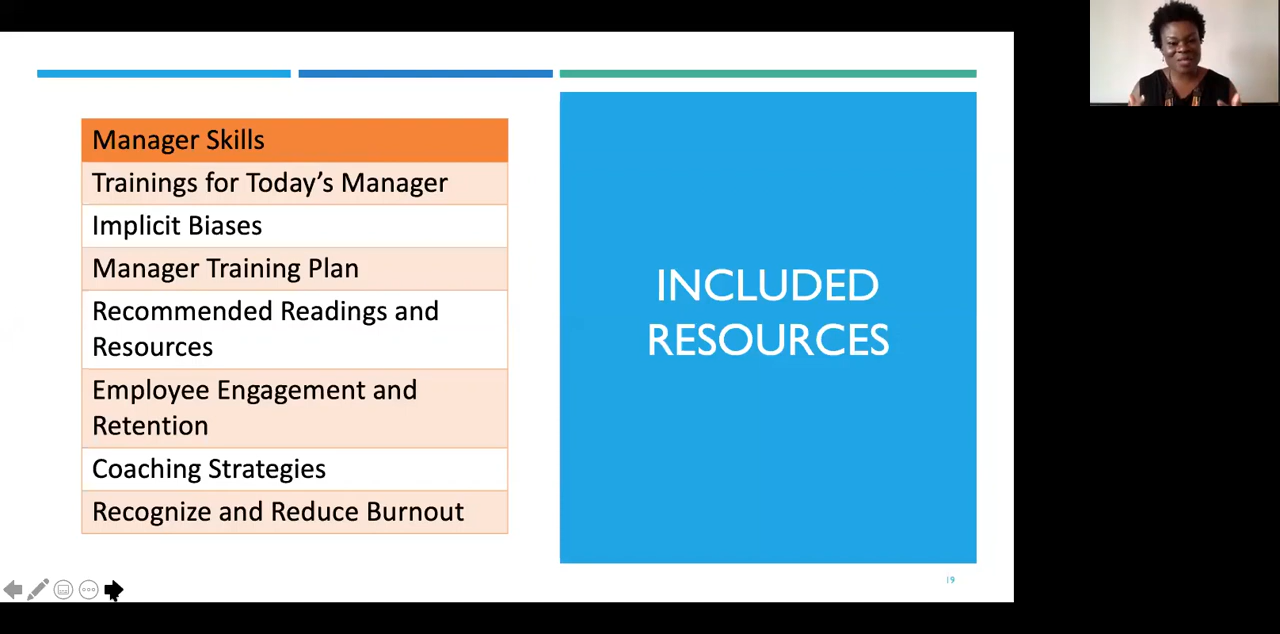 Manager Skills
Trainings for Today's Manager
Implicit Biases
Manager Training Plan
Recommended Readings and
Resources
Employee Engagement and
Retention
Coaching Strategies
Recognize and Reduce Burnout
INCLUDED
RESOURCES
19